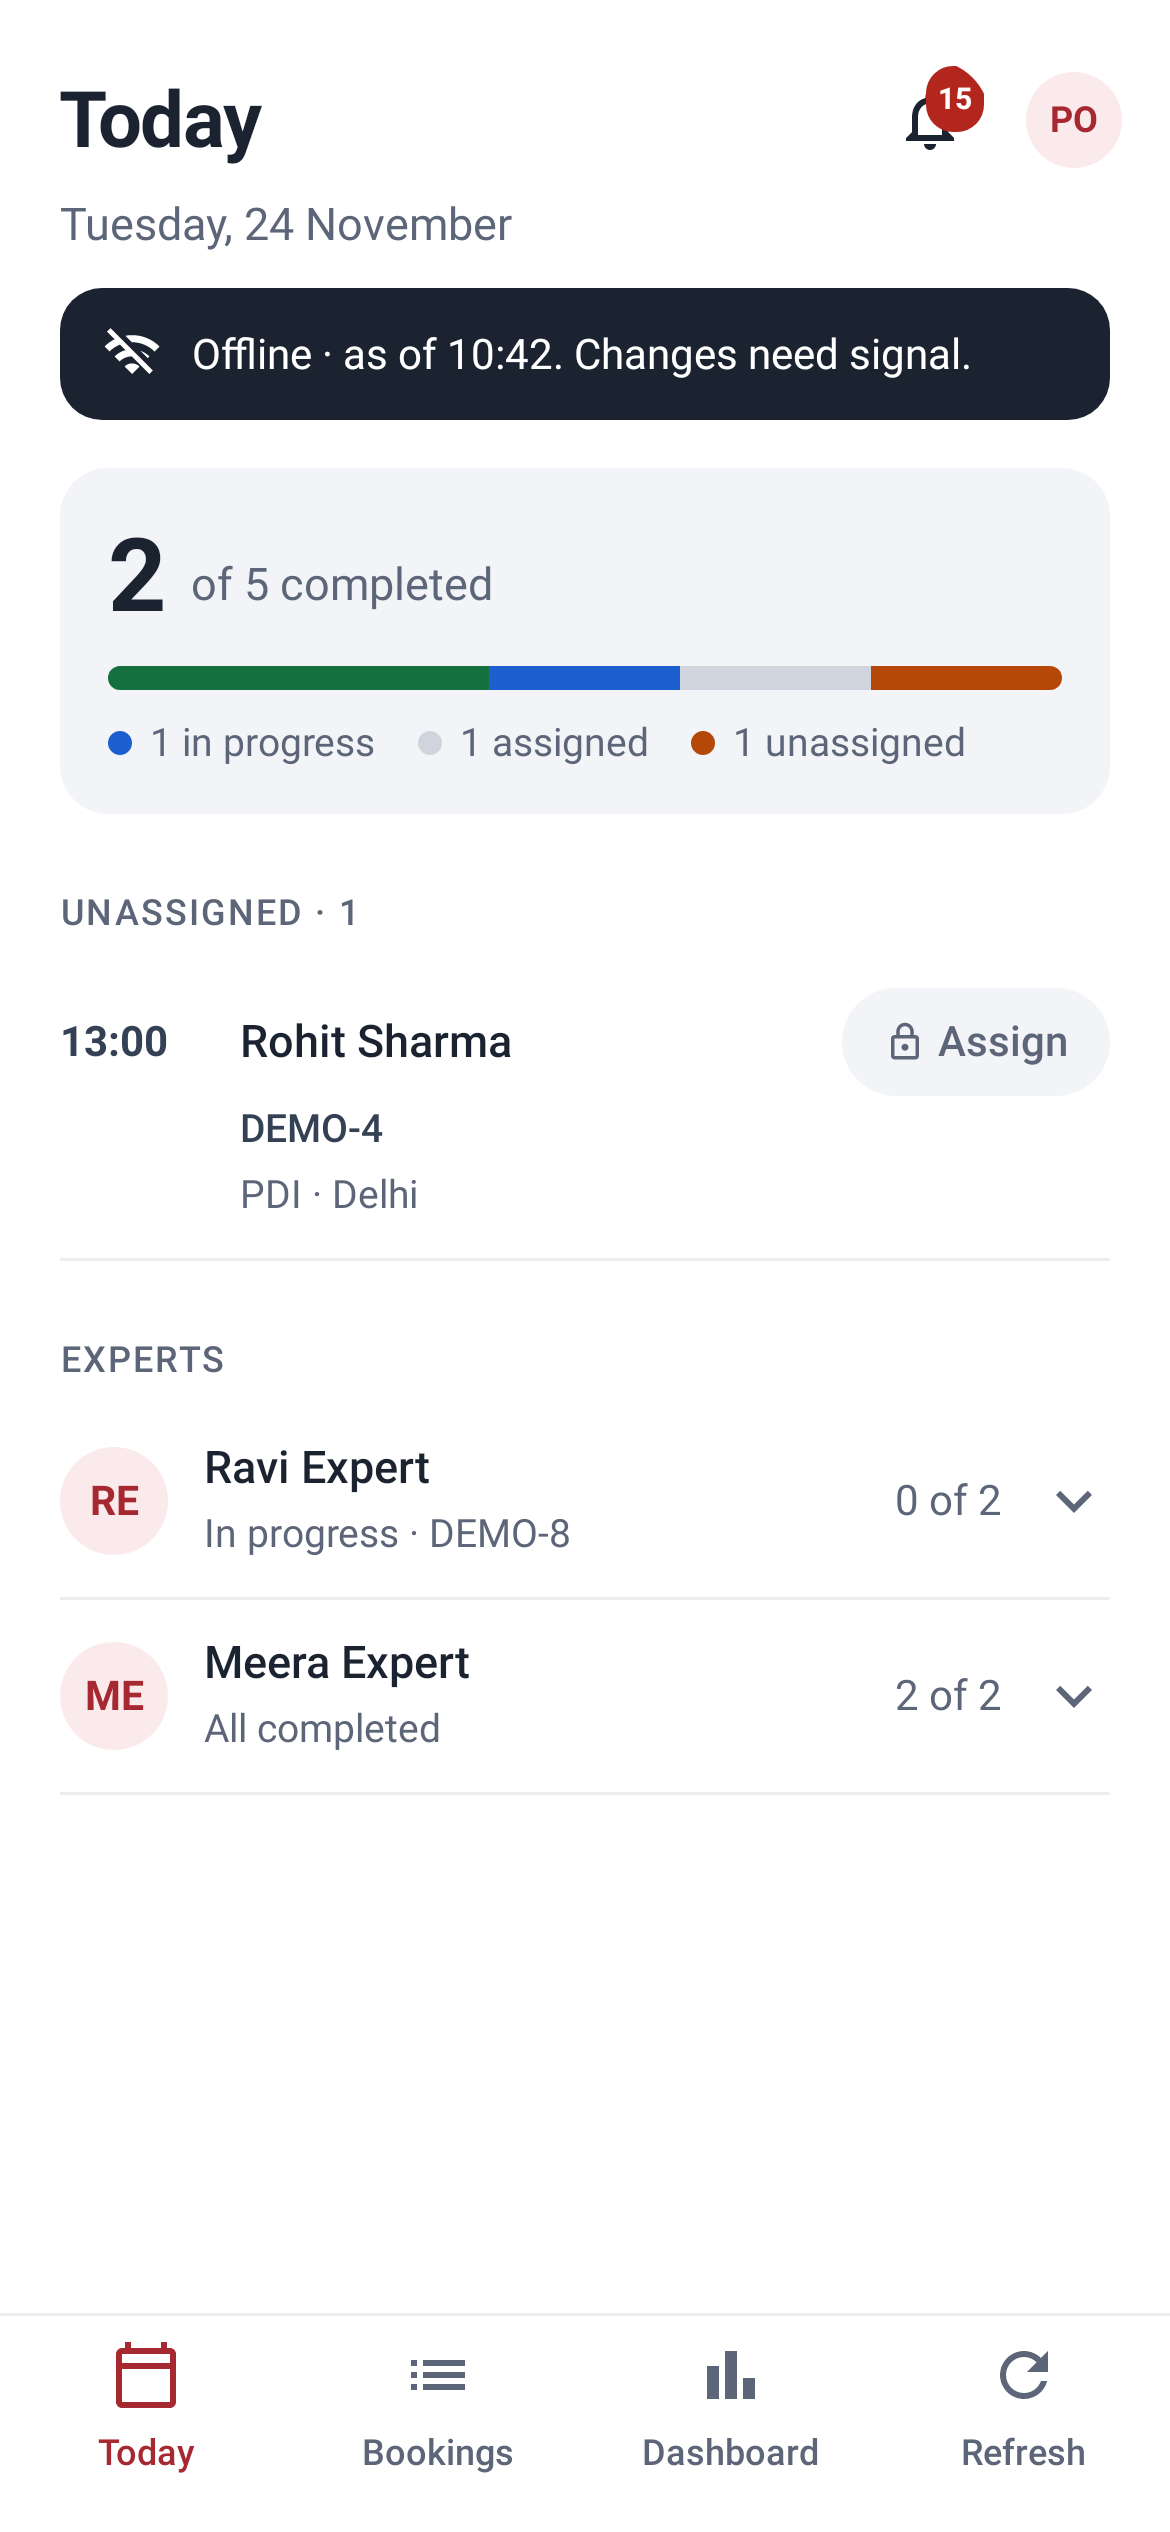 Today
15
PO
Tuesday, 24 November
Offline · as of 10:42. Changes need signal.
2 of 5 completed
1 in progress
1 assigned
1 unassigned
UNASSIGNED · 1
13:00
Rohit Sharma
Assign
DEMO-4
PDI · Delhi
EXPERTS
RE
Ravi Expert
In progress · DEMO-8
0 of 2
ME
Meera Expert
All completed
2 of 2
Today
Bookings
Dashboard
Refresh